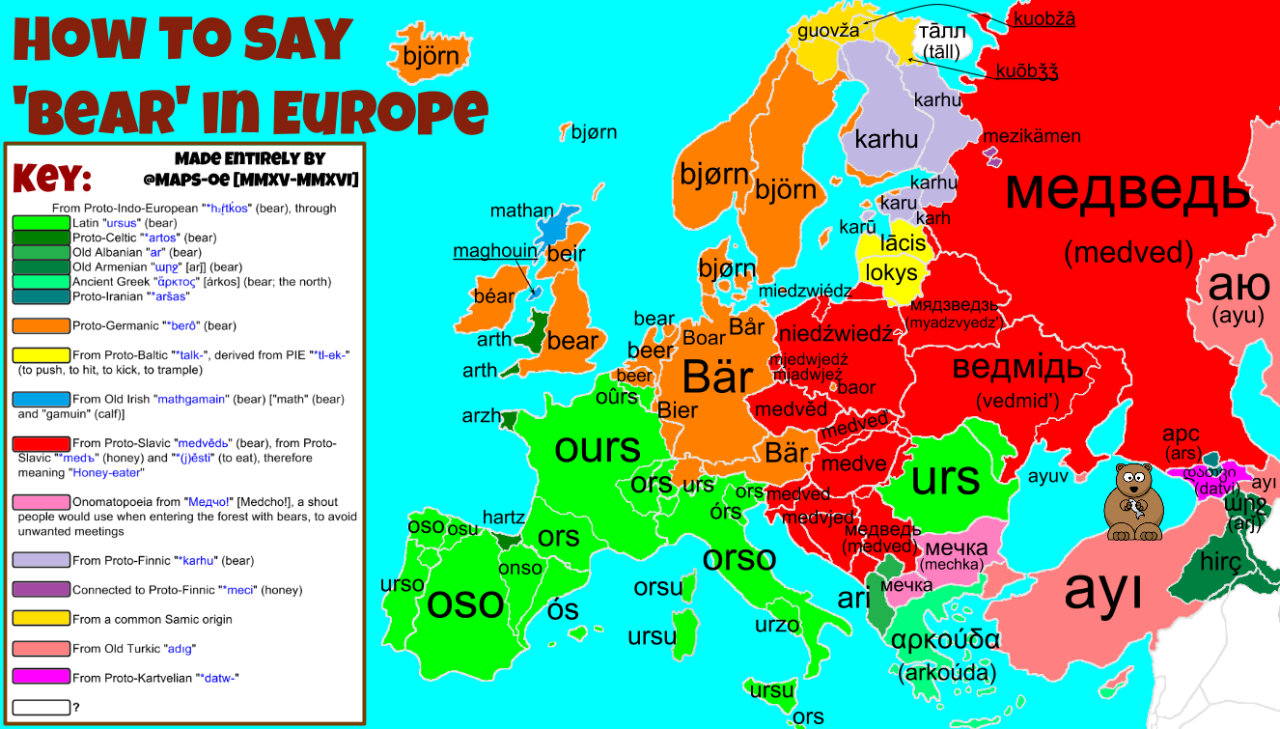 HOW TO SAY
'BEAR' IN EUROPE
KEY:
MADE ENTIRELY BY
@MAPS-OE [MMXV-MMXVI]
From Proto-Indo-European "*h₂ŕ̥tḱos" (bear), through
Latin "ursus" (bear)
Proto-Celtic "*artos" (bear)
Old Albanian "ar" (bear)
Old Armenian "արջ" [arj] (bear)
Ancient Greek "ἄρκτος" [árkos] (bear; the north)
Proto-Iranian "*aršas"
Proto-Germanic "*berô" (bear)
From Proto-Baltic "*talk-", derived from PIE "*tl-ek-"
(to push, to hit, to kick, to trample)
From Old Irish "mathgamain" (bear) ["math" (bear)
and "gamuin" (calf)]
From Proto-Slavic "medvědь" (bear), from Proto-
Slavic "*medъ" (honey) and "*(j)ěsti" (to eat), therefore
meaning "Honey-eater"
Onomatopoeia from "Медчо!" [Medcho!], a shout
people would use when entering the forest with bears, to avoid
unwanted meetings
From Proto-Finnic "*karhu" (bear)
Connected to Proto-Finnic "*meci" (honey)
From a common Samic origin
From Old Turkic "adıg"
From Proto-Kartvelian "*datw-"
?
björn
guovža
kuobžâ
тāлл
(tāll)
kuõbʒǯ
bjørn
karhu
karhu
mezikämen
bjørn
björn
karhu
karu
karh
karū
медведь
(medved)
mathan
maghouin
beir
béar
arth
bear
arth
arzh
bjørn
lācis
lokys
miedzwiédz
мядзведзь
(myadzvyedz')
аю
(ayu)
bear
beer
beer
Boar
Bår
Bär
Bier
oûrs
niedźwiedź
mjedwjedź
mjadwjeź
baor
ведмідь
(vedmid')
medvěd
medveď
Bär
medve
ours
ors
urs
ors
órs
medved
medvjed
медведь
(medved)
urs
ayuv
арс
(ars)
დათვი
(datvi)
ayı
արջ
(arj)
hirç
мечка
(mechka)
мечка
ari
ayı
αρκούδα
(arkoúda)
oso
osu
hartz
ors
onso
urso
oso
ós
orso
orsu
ursu
urzo
ursu
ors